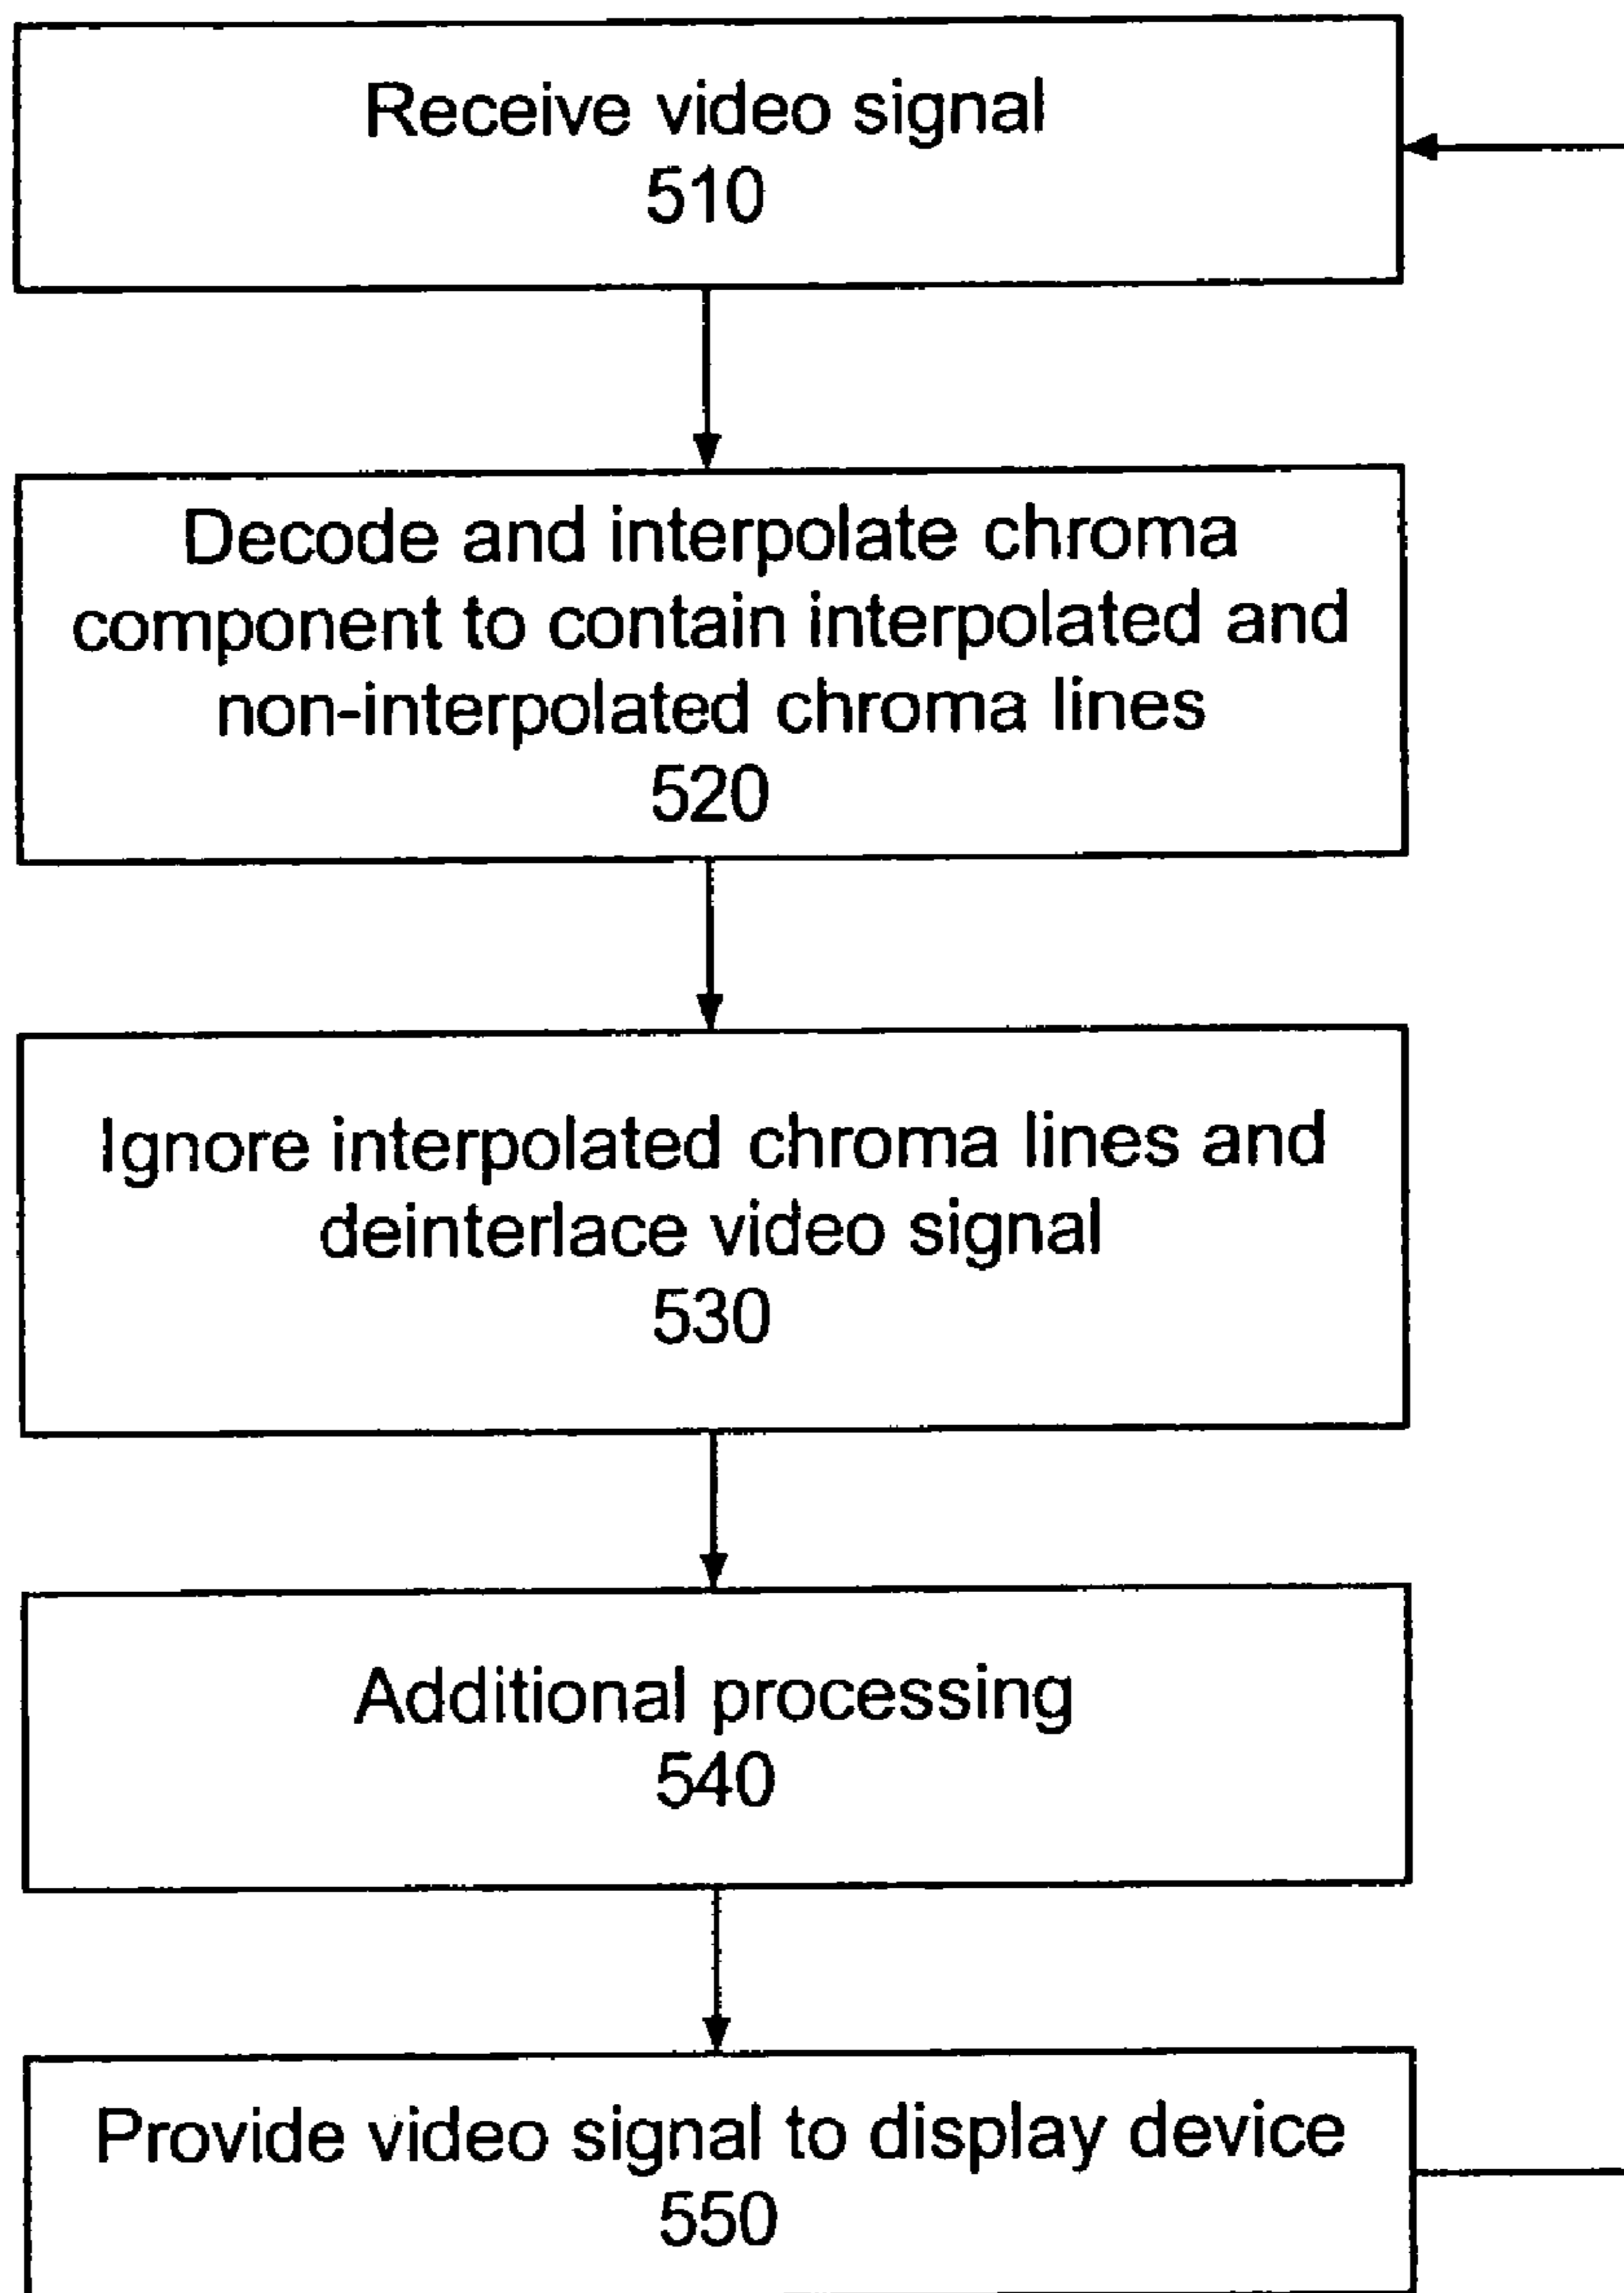 Receive video signal
510
Decode and interpolate chroma
component to contain interpolated and
non-interpolated chroma lines
520
Ignore interpolated chroma lines and
deinterlace video signal
530
Additional processing
540
Provide video signal to display device
550